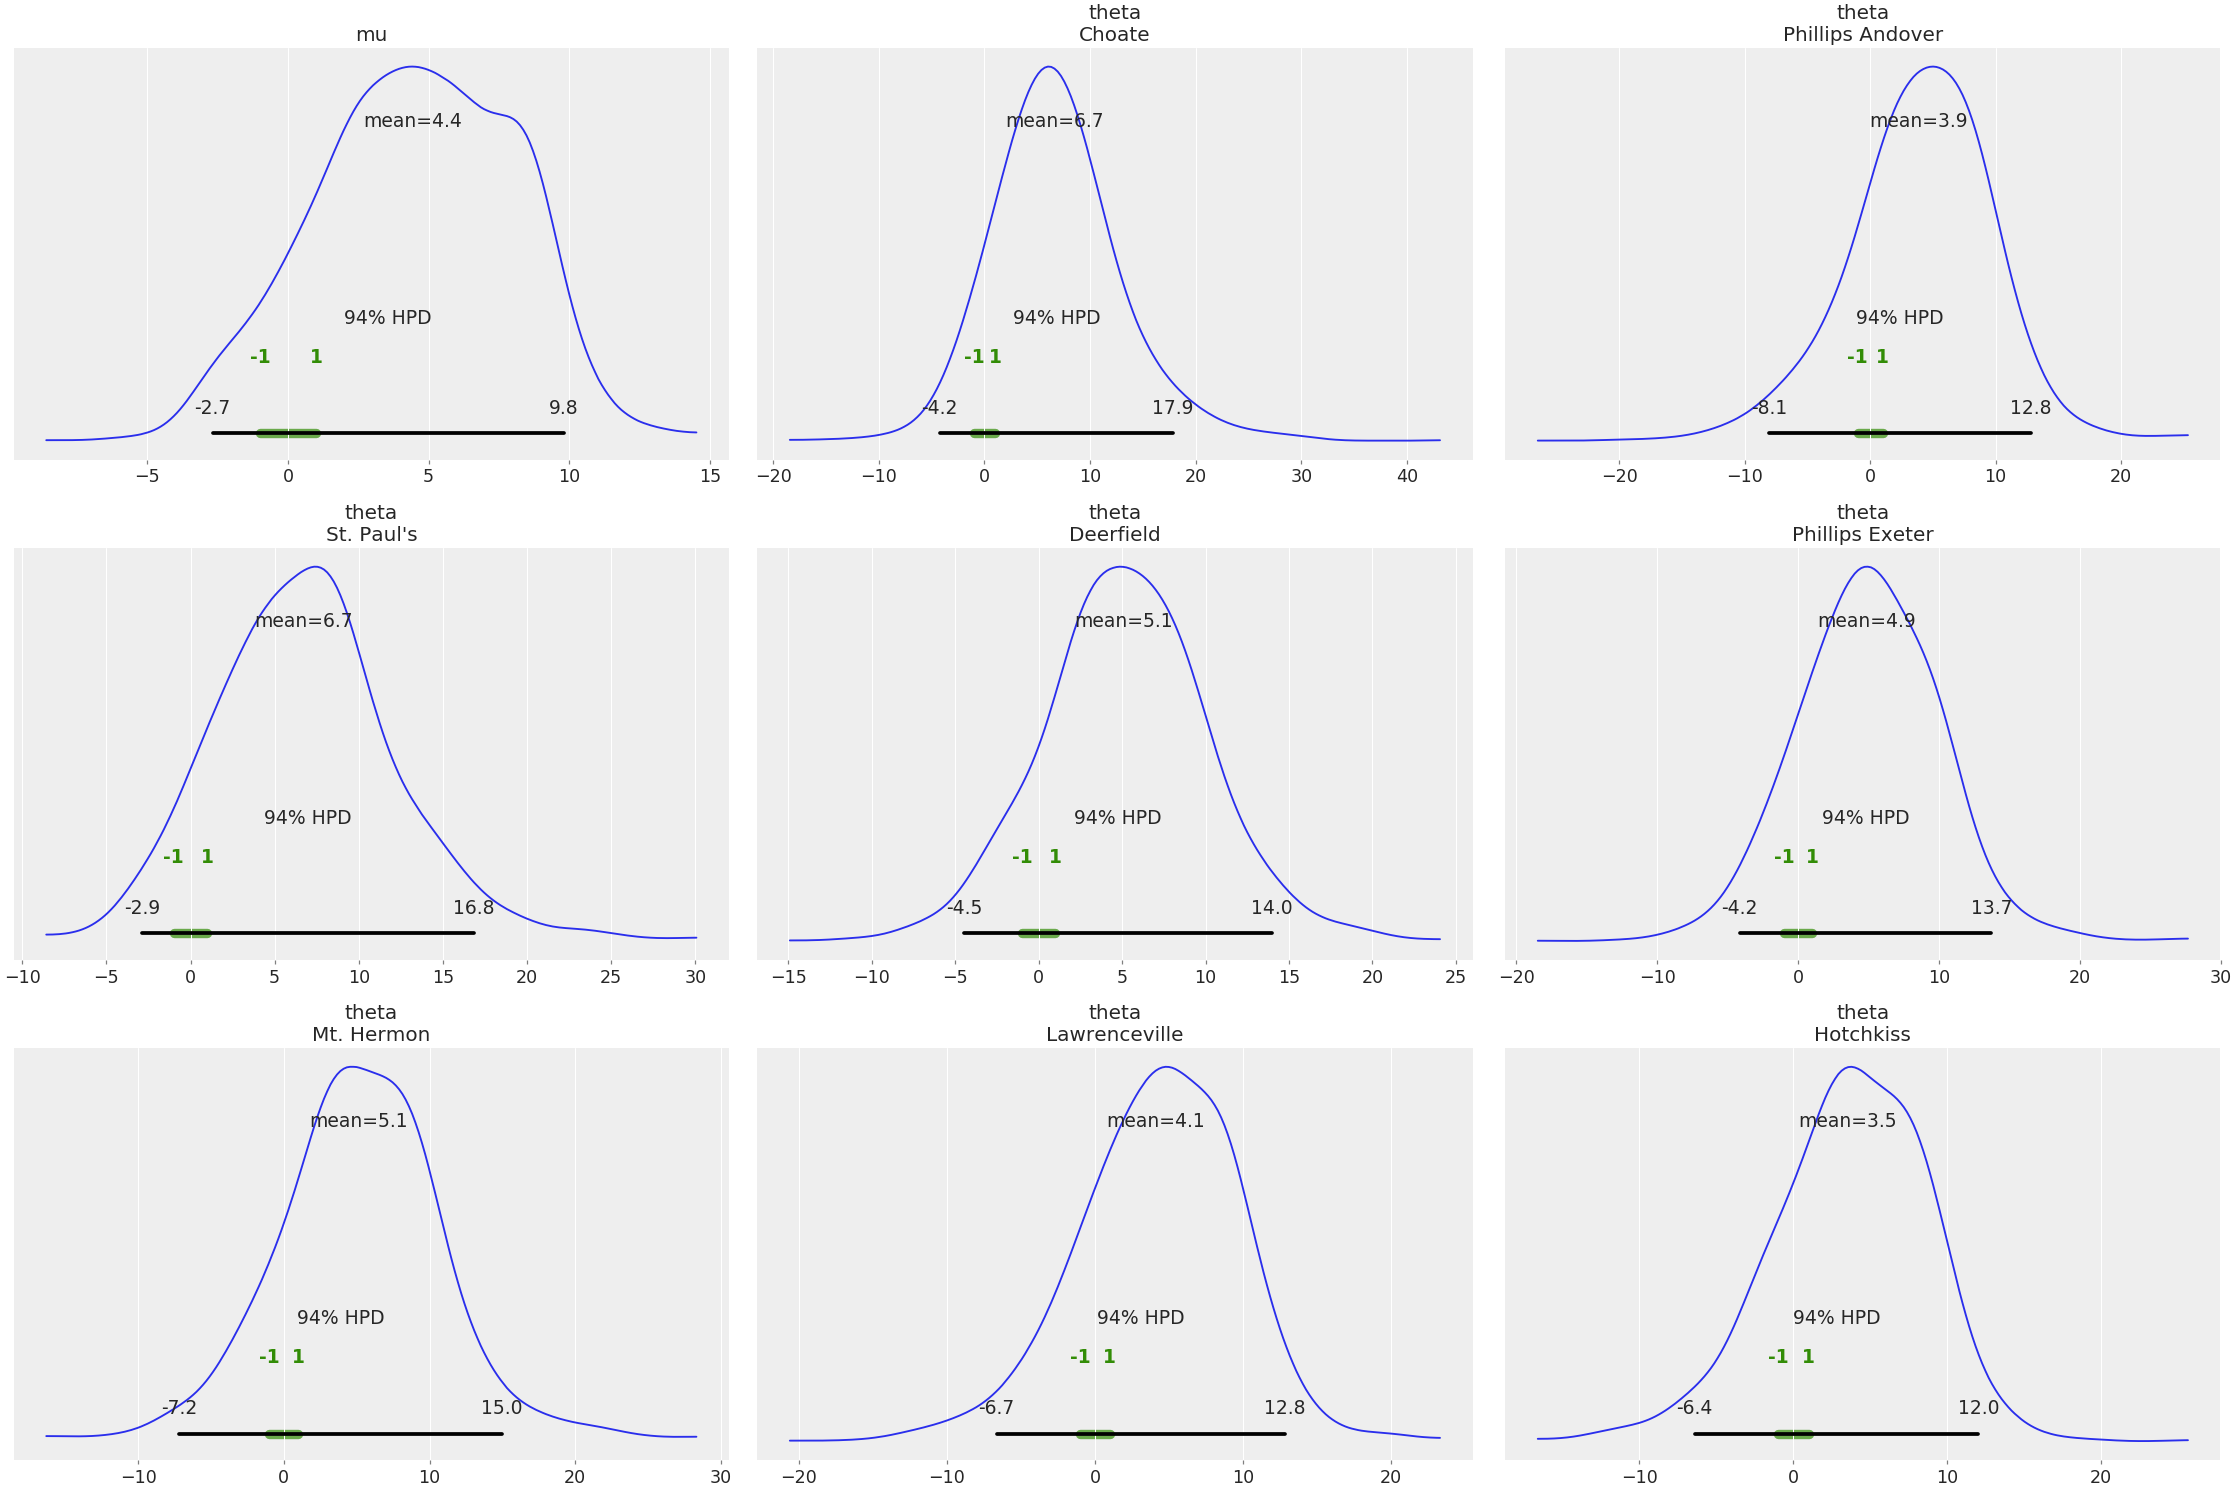 mu
mean=4.4
94% HPD
-1 1
-2.7 9.8
−5 0 5 10 15
theta
Choate
mean=6.7
94% HPD
-1 1
-4.2 17.9
−20 −10 0 10 20 30 40
theta
Phillips Andover
mean=3.9
94% HPD
-1 1
-8.1 12.8
−20 −10 0 10 20
theta
St. Paul's
mean=6.7
94% HPD
-1 1
-2.9 16.8
−10 −5 0 5 10 15 20 25 30
theta
Deerfield
mean=5.1
94% HPD
-1 1
-4.5 14.0
−15 −10 −5 0 5 10 15 20 25
theta
Phillips Exeter
mean=4.9
94% HPD
-1 1
-4.2 13.7
−20 −10 0 10 20 30
theta
Mt. Hermon
mean=5.1
94% HPD
-1 1
-7.2 15.0
−10 0 10 20 30
theta
Lawrenceville
mean=4.1
94% HPD
-1 1
-6.7 12.8
−20 −10 0 10 20
theta
Hotchkiss
mean=3.5
94% HPD
-1 1
-6.4 12.0
−10 0 10 20